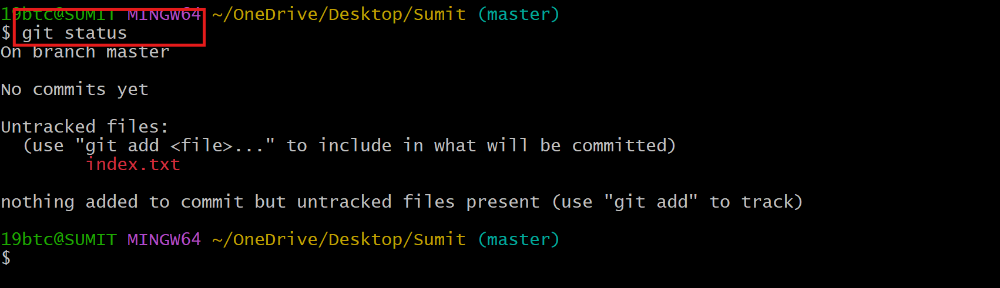 19btc@SUMIT MINGW64 ~/OneDrive/Desktop/Sumit (master)
$ git status
On branch master
No commits yet
Untracked files:
  (use "git add <file>..." to include in what will be committed)
        index.txt
nothing added to commit but untracked files present (use "git add" to track)
19btc@SUMIT MINGW64 ~/OneDrive/Desktop/Sumit (master)
$